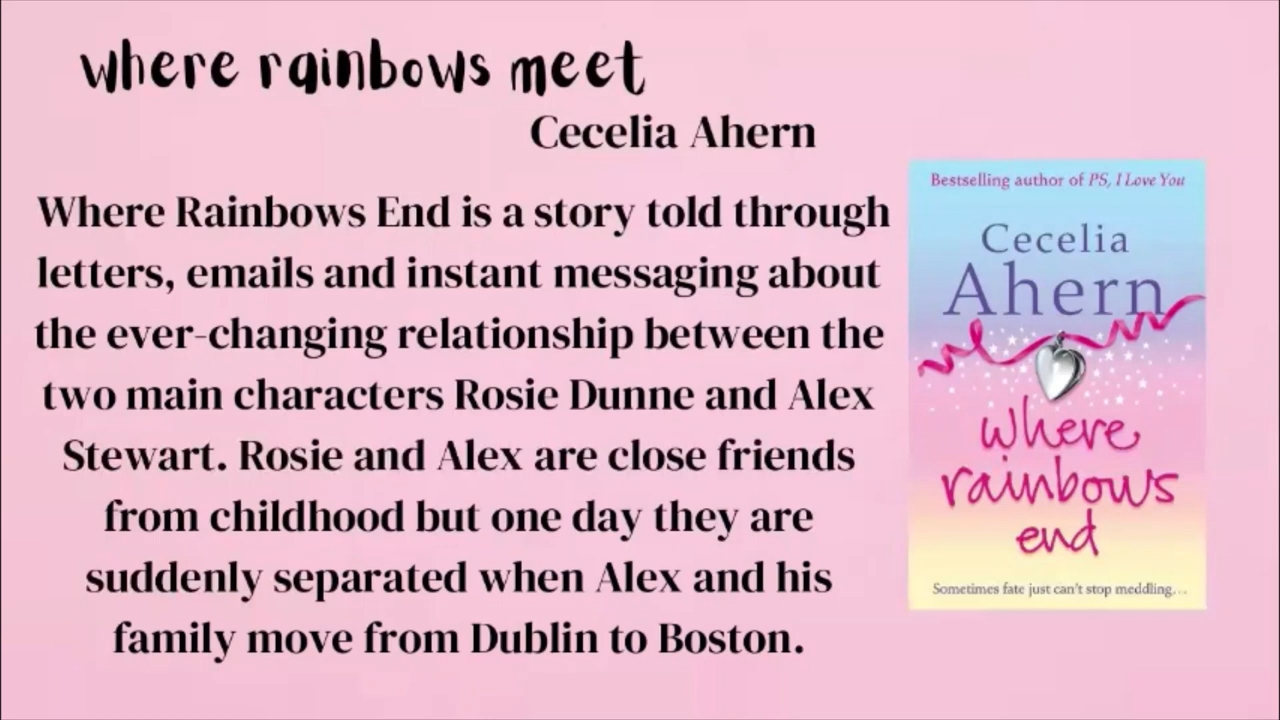 where rainbows meet
Cecelia Ahern
Where Rainbows End is a story told through
letters, emails and instant messaging about
the ever-changing relationship between the
two main characters Rosie Dunne and Alex
Stewart. Rosie and Alex are close friends
from childhood but one day they are
suddenly separated when Alex and his
family move from Dublin to Boston.
Bestselling author of PS, I Love You
Cecelia
Ahern
where
rainbows
end
Sometimes fate just can't stop meddling...